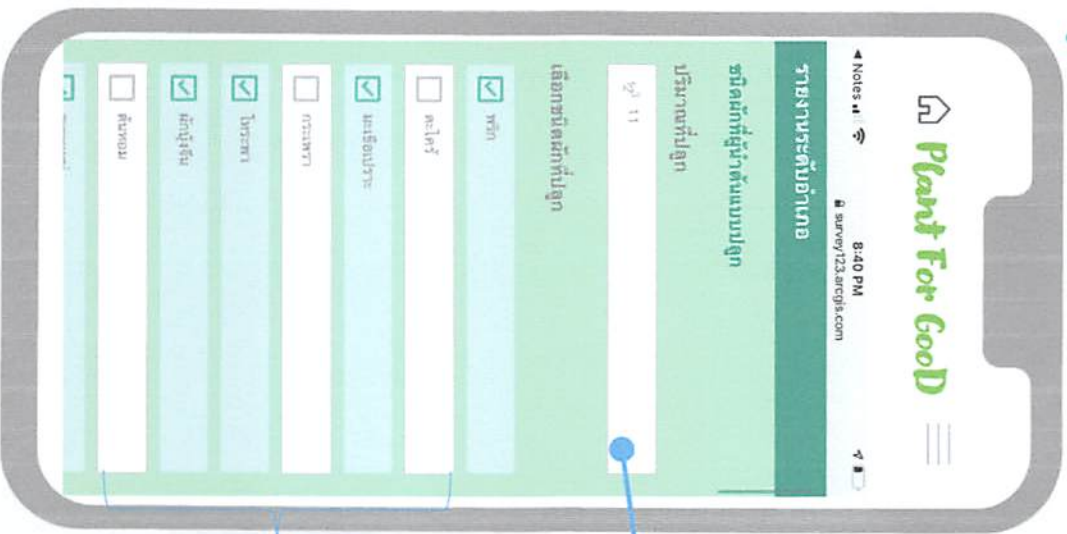 Plant For GooD
◀ Notes 8:40 PM
survey123.arcgis.com
รายงานระดับอำเภอ
ชนิดผักที่ผู้นำต้นแบบปลูก
ปริมาณที่ปลูก
11
เลือกชนิดผักที่ปลูก
พริก
ตะไคร้
มะเขือเปราะ
กระเพรา
โหระพา
ผักบุ้งจีน
ต้นหอม